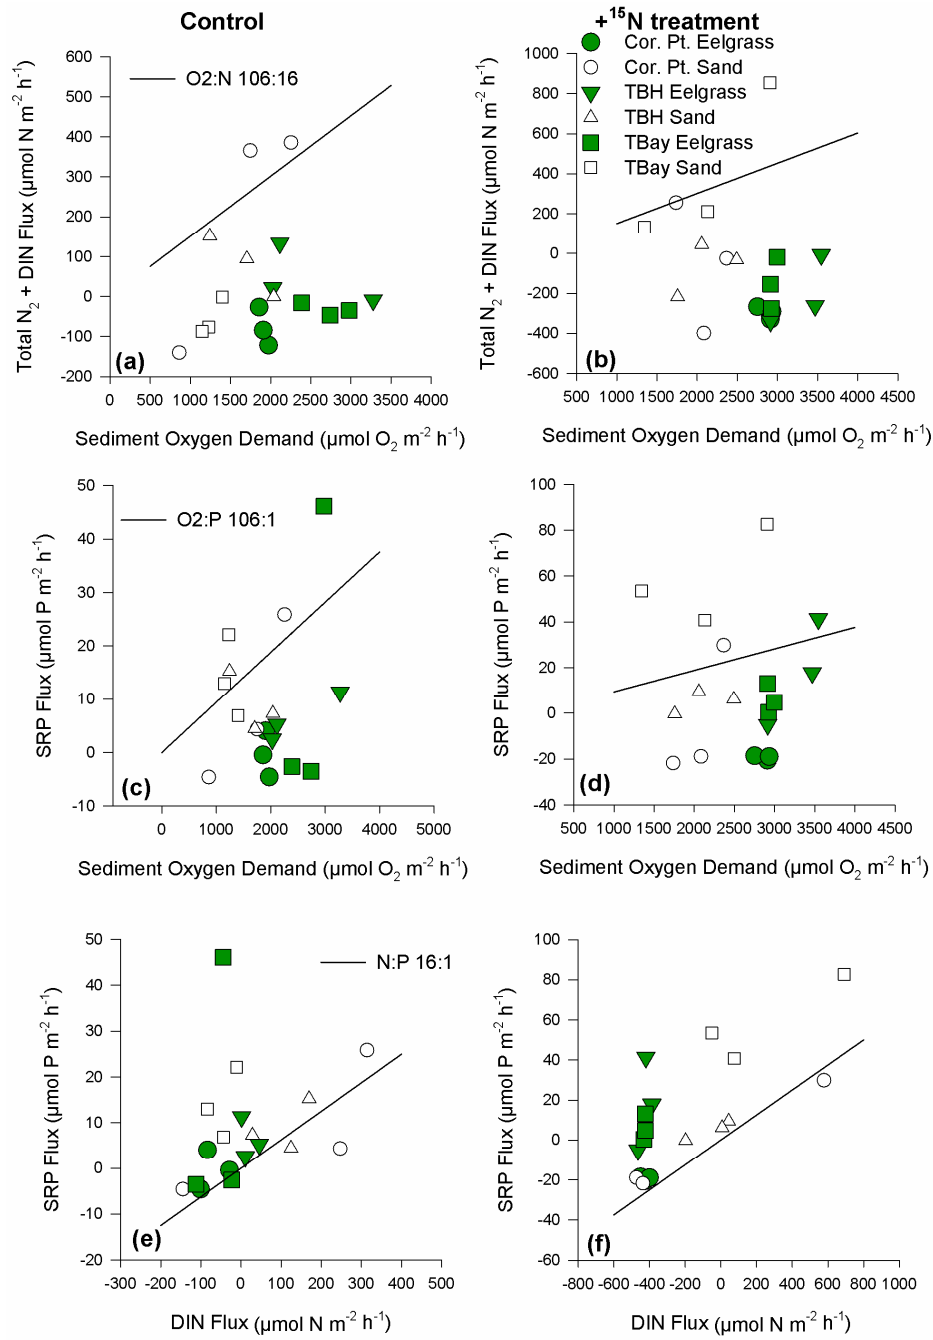 Control
+¹⁵N treatment
Cor. Pt. Eelgrass
Cor. Pt. Sand
TBH Eelgrass
TBH Sand
TBay Eelgrass
TBay Sand
O2:N 106:16
Total N₂ + DIN Flux (µmol N m⁻² h⁻¹)
600
500
400
300
200
100
0
-100
-200
(a)
0 500 1000 1500 2000 2500 3000 3500 4000
Sediment Oxygen Demand (µmol O₂ m⁻² h⁻¹)
Total N₂ + DIN Flux (µmol N m⁻² h⁻¹)
1000
800
600
400
200
0
-200
-400
-600
(b)
500 1000 1500 2000 2500 3000 3500 4000 4500
Sediment Oxygen Demand (µmol O₂ m⁻² h⁻¹)
O2:P 106:1
SRP Flux (µmol P m⁻² h⁻¹)
50
40
30
20
10
0
-10
(c)
0 1000 2000 3000 4000 5000
Sediment Oxygen Demand (µmol O₂ m⁻² h⁻¹)
SRP Flux (µmol P m⁻² h⁻¹)
100
80
60
40
20
0
-20
-40
(d)
500 1000 1500 2000 2500 3000 3500 4000 4500
Sediment Oxygen Demand (µmol O₂ m⁻² h⁻¹)
N:P 16:1
SRP Flux (µmol P m⁻² h⁻¹)
50
40
30
20
10
0
-10
-20
(e)
-300 -200 -100 0 100 200 300 400 500
DIN Flux (µmol N m⁻² h⁻¹)
SRP Flux (µmol P m⁻² h⁻¹)
100
80
60
40
20
0
-20
-40
-60
(f)
-800 -600 -400 -200 0 200 400 600 800 1000
DIN Flux (µmol N m⁻² h⁻¹)